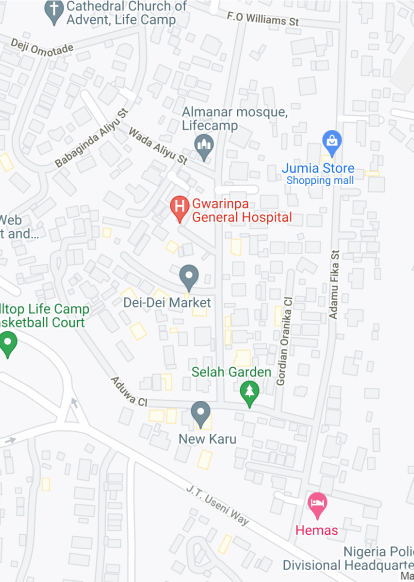 Cathedral Church of
Advent, Life Camp
F.O Williams St
Deji Omotade
Almanar mosque,
Lifecamp
Babaginda Aliyu St
Wada Aliyu St
Jumia Store
Shopping mall
H
Gwarinpa
General Hospital
Web
t and...
Adamu Fika St
Dei-Dei Market
lltop Life Camp
sketball Court
Gordian Oranika Cl
Selah Garden
Aduwa Cl
New Karu
J.T. Useni Way
Hemas
Nigeria Polic
Divisional Headquarte
Ma